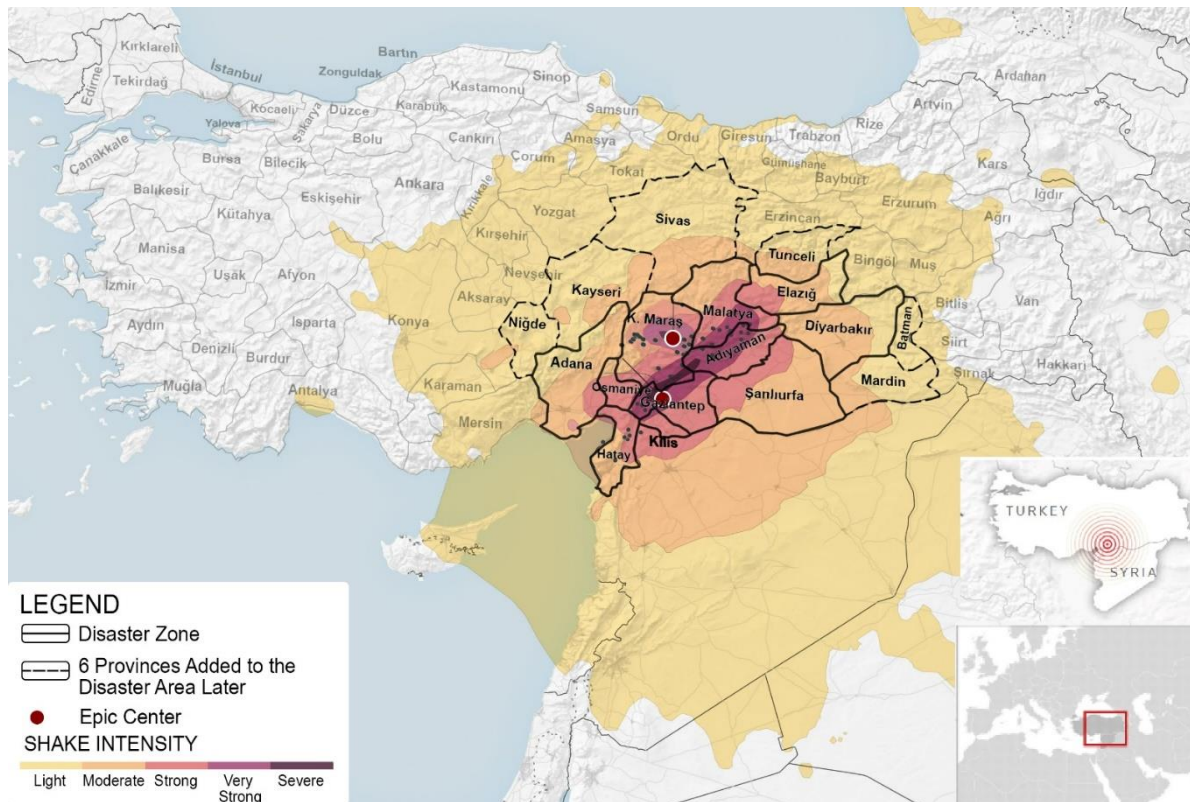 Kırklareli
Edirne
Tekirdağ
İstanbul
Kocaeli
Yalova
Sakarya
Düzce
Zonguldak
Bartın
Karabük
Kastamonu
Sinop
Samsun
Ordu
Giresun
Trabzon
Rize
Artvin
Ardahan
Kars
Iğdır
Ağrı
Çanakkale
Bursa
Bilecik
Bolu
Çankırı
Çorum
Amasya
Tokat
Gümüşhane
Bayburt
Erzurum
Balıkesir
Kütahya
Eskişehir
Ankara
Kırıkkale
Yozgat
Sivas
Erzincan
Tunceli
Bingöl
Muş
Manisa
Uşak
Afyon
Kırşehir
Nevşehir
Kayseri
Malatya
Elazığ
Bitlis
Van
İzmir
Aksaray
Niğde
K. Maraş
Adıyaman
Diyarbakır
Batman
Siirt
Hakkari
Şırnak
Aydın
Denizli
Isparta
Burdur
Konya
Adana
Osmaniye
Gaziantep
Şanlıurfa
Mardin
Muğla
Antalya
Karaman
Mersin
Hatay
Kilis
LEGEND
Disaster Zone
6 Provinces Added to the
Disaster Area Later
Epic Center
SHAKE INTENSITY
Light Moderate Strong Very Strong Severe
TURKEY
SYRIA